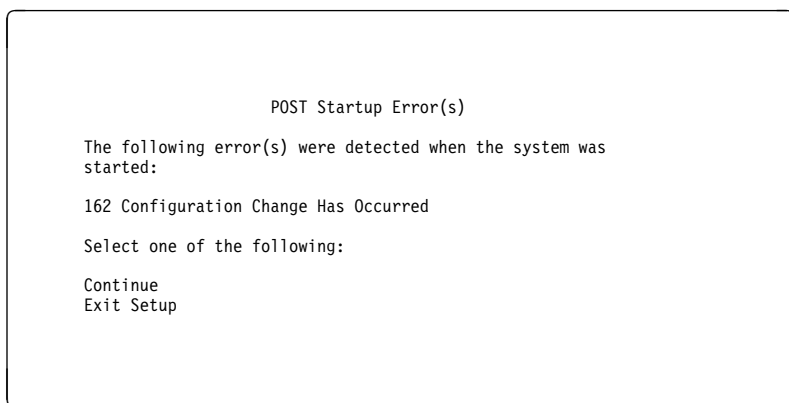 POST Startup Error(s)
The following error(s) were detected when the system was
started:
162 Configuration Change Has Occurred
Select one of the following:
Continue
Exit Setup